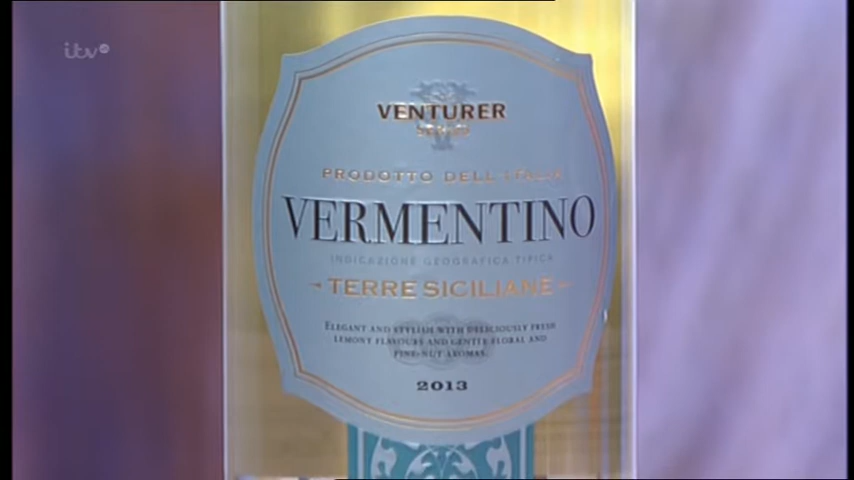 itv
VENTURER
SERIES
PRODOTTO DELL'ITALIA
VERMENTINO
INDICAZIONE GEOGRAFICA TIPICA
TERRE SICILIANE
ELEGANT AND STYLISH WITH DELICIOUSLY FRESH
LEMONY FLAVOURS AND GENTLE FLORAL AND
PINE-NUT AROMAS.
2013